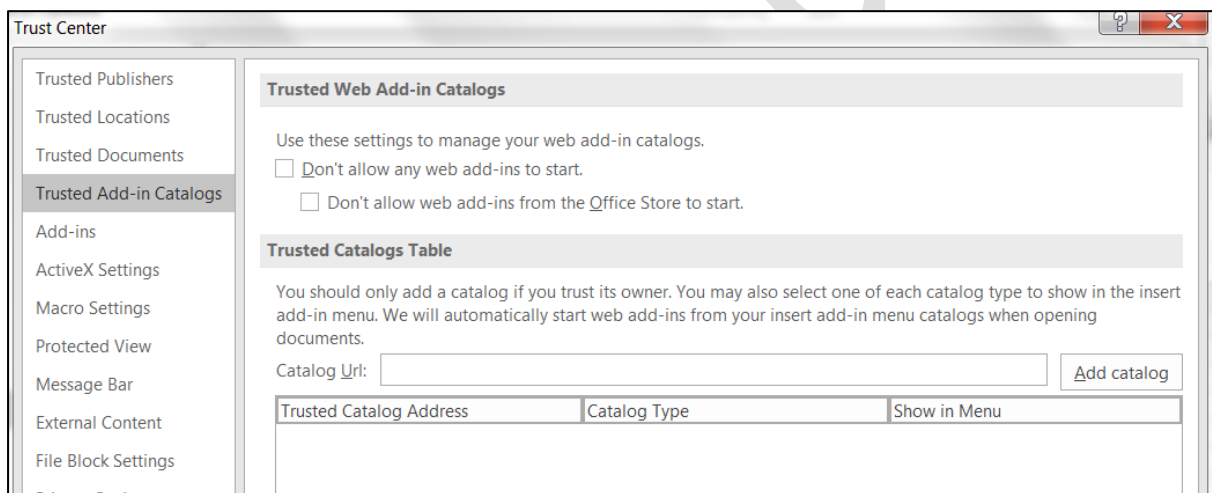 Trust Center
? X
Trusted Publishers
Trusted Locations
Trusted Documents
Trusted Add-in Catalogs
Add-ins
ActiveX Settings
Macro Settings
Protected View
Message Bar
External Content
File Block Settings
Trusted Web Add-in Catalogs
Use these settings to manage your web add-in catalogs.
Don't allow any web add-ins to start.
Don't allow web add-ins from the Office Store to start.
Trusted Catalogs Table
You should only add a catalog if you trust its owner. You may also select one of each catalog type to show in the insert
add-in menu. We will automatically start web add-ins from your insert add-in menu catalogs when opening
documents.
Catalog Url:
Add catalog
Trusted Catalog Address Catalog Type Show in Menu